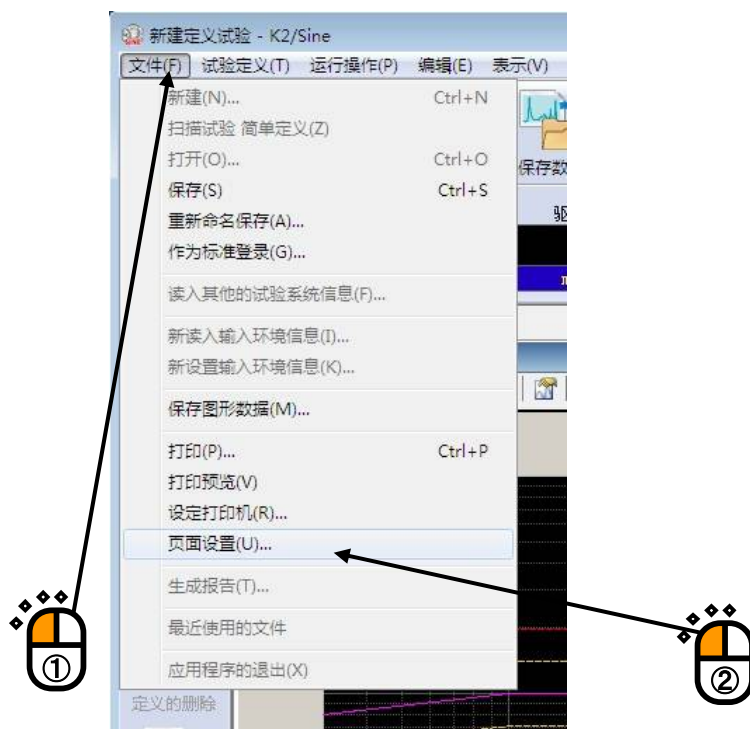 新建定义试验 - K2/Sine
文件(F) 试验定义(T) 运行操作(P) 编辑(E) 表示(V)
新建(N)... Ctrl+N
扫描试验 简单定义(Z)
打开(O)... Ctrl+O
保存(S) Ctrl+S
重新命名保存(A)...
作为标准登录(G)...
读入其他的试验系统信息(F)...
新读入输入环境信息(I)...
新设置输入环境信息(K)...
保存图形数据(M)...
打印(P)... Ctrl+P
打印预览(V)
设定打印机(R)...
页面设置(U)...
生成报告(T)...
最近使用的文件
应用程序的退出(X)
定义的删除
保存数
驱
①
②